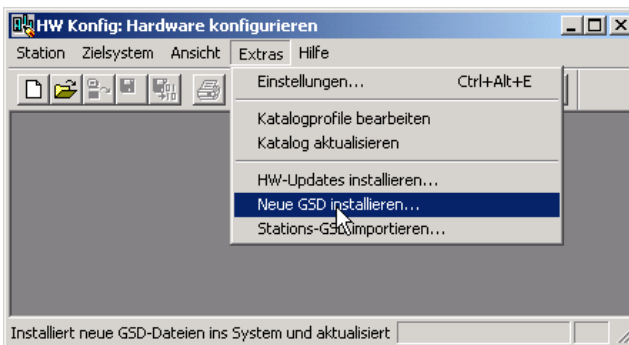 HW Konfig: Hardware konfigurieren
Station Zielsystem Ansicht Extras Hilfe
Einstellungen... Ctrl+Alt+E
Katalogprofile bearbeiten
Katalog aktualisieren
HW-Updates installieren...
Neue GSD installieren...
Stations-GSD importieren...
Installiert neue GSD-Dateien ins System und aktualisiert